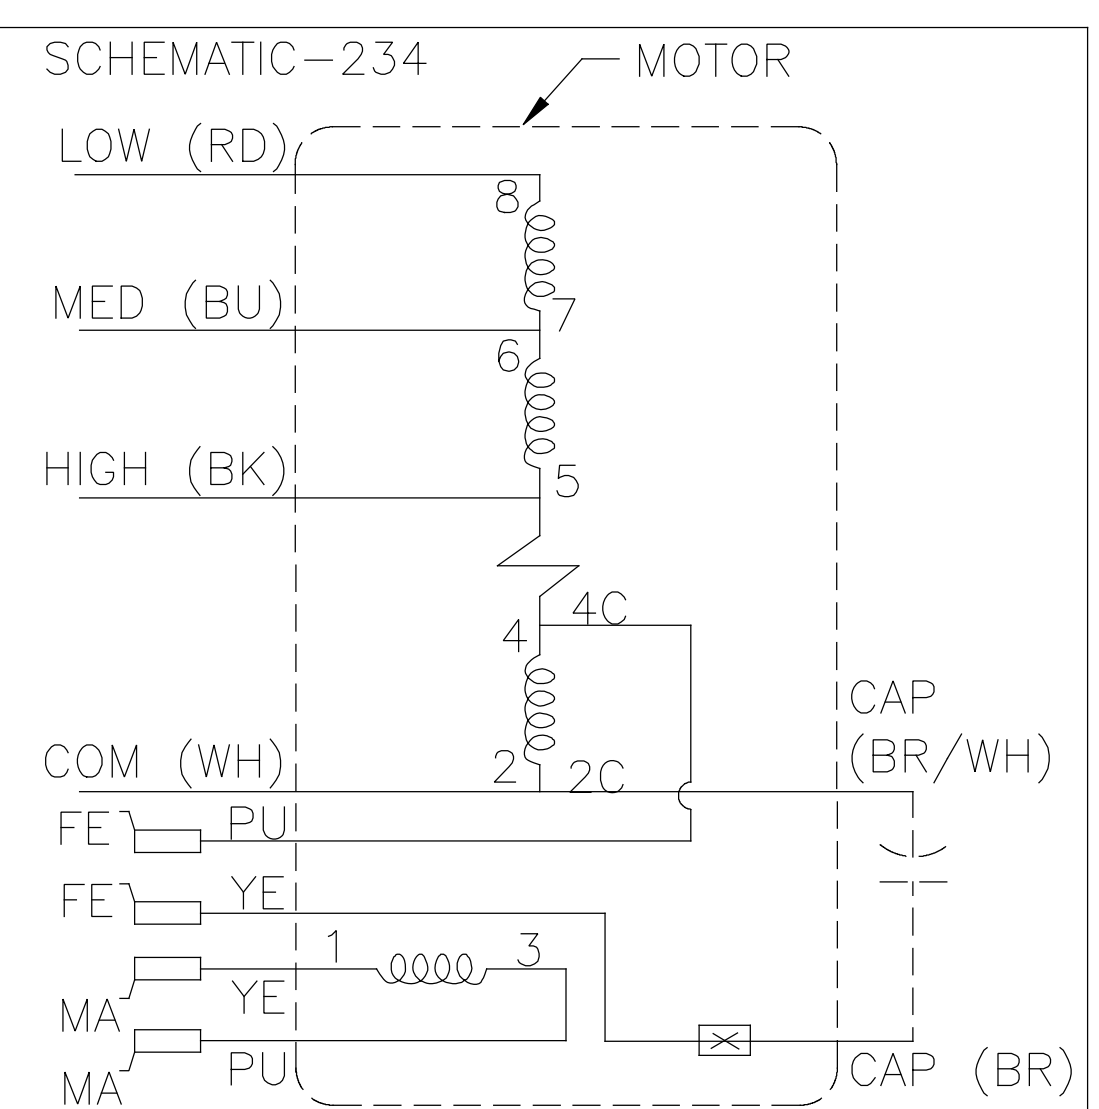 SCHEMATIC-234
MOTOR
LOW (RD)
8
7
MED (BU)
6
HIGH (BK)
5
4C
4
CAP
(BR/WH)
COM (WH)
2
2C
FE
PU
FE
YE
1
3
MA
YE
MA
PU
CAP (BR)